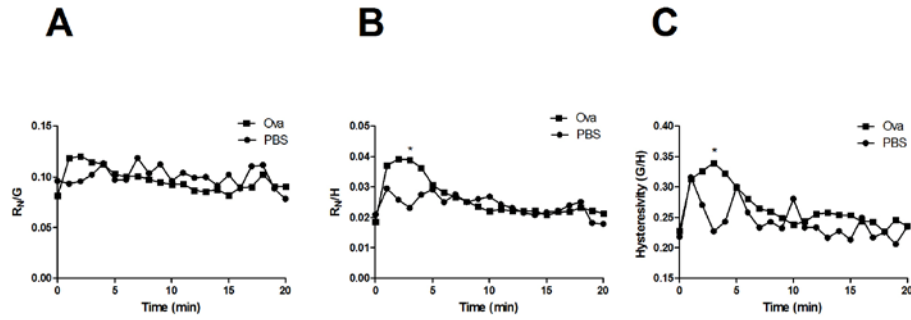 A
B
C
0.15
0.10
0.05
0.00
R_N/G
Ova
PBS
0
5
10
15
20
Time (min)
0.05
0.04
0.03
0.02
0.01
0.00
R_N/H
*
Ova
PBS
0
5
10
15
20
Time (min)
0.40
0.35
0.30
0.25
0.20
0.15
Hysteresivity (G/H)
*
Ova
PBS
0
5
10
15
20
Time (min)